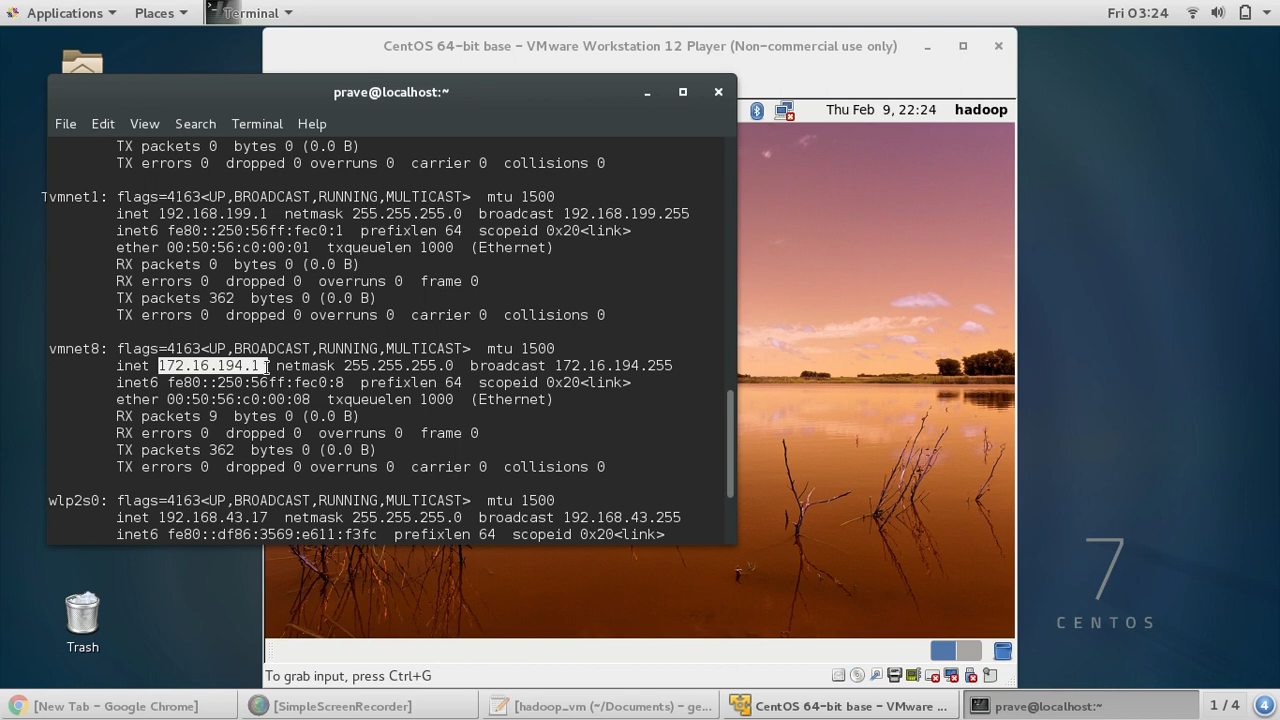 Applications Places Terminal Fri 03:24
CentOS 64-bit base – VMware Workstation 12 Player (Non-commercial use only)
prave@localhost:~
Thu Feb 9, 22:24 hadoop
File Edit View Search Terminal Help
TX packets 0 bytes 0 (0.0 B)
TX errors 0 dropped 0 overruns 0 carrier 0 collisions 0
vmnet1: flags=4163<UP,BROADCAST,RUNNING,MULTICAST> mtu 1500
inet 192.168.199.1 netmask 255.255.255.0 broadcast 192.168.199.255
inet6 fe80::250:56ff:fec0:1 prefixlen 64 scopeid 0x20<link>
ether 00:50:56:c0:00:01 txqueuelen 1000 (Ethernet)
RX packets 0 bytes 0 (0.0 B)
RX errors 0 dropped 0 overruns 0 frame 0
TX packets 362 bytes 0 (0.0 B)
TX errors 0 dropped 0 overruns 0 carrier 0 collisions 0
vmnet8: flags=4163<UP,BROADCAST,RUNNING,MULTICAST> mtu 1500
inet 172.16.194.1 netmask 255.255.255.0 broadcast 172.16.194.255
inet6 fe80::250:56ff:fec0:8 prefixlen 64 scopeid 0x20<link>
ether 00:50:56:c0:00:08 txqueuelen 1000 (Ethernet)
RX packets 9 bytes 0 (0.0 B)
RX errors 0 dropped 0 overruns 0 frame 0
TX packets 362 bytes 0 (0.0 B)
TX errors 0 dropped 0 overruns 0 carrier 0 collisions 0
wlp2s0: flags=4163<UP,BROADCAST,RUNNING,MULTICAST> mtu 1500
inet 192.168.43.17 netmask 255.255.255.0 broadcast 192.168.43.255
inet6 fe80::df86:3569:e611:f3fc prefixlen 64 scopeid 0x20<link>
7
CENTOS
Trash
To grab input, press Ctrl+G
[New Tab – Google Chrome] [SimpleScreenRecorder] [hadoop_vm (~/Documents) – ge... CentOS 64-bit base – VMware ... prave@localhost:~ 1 / 4 4